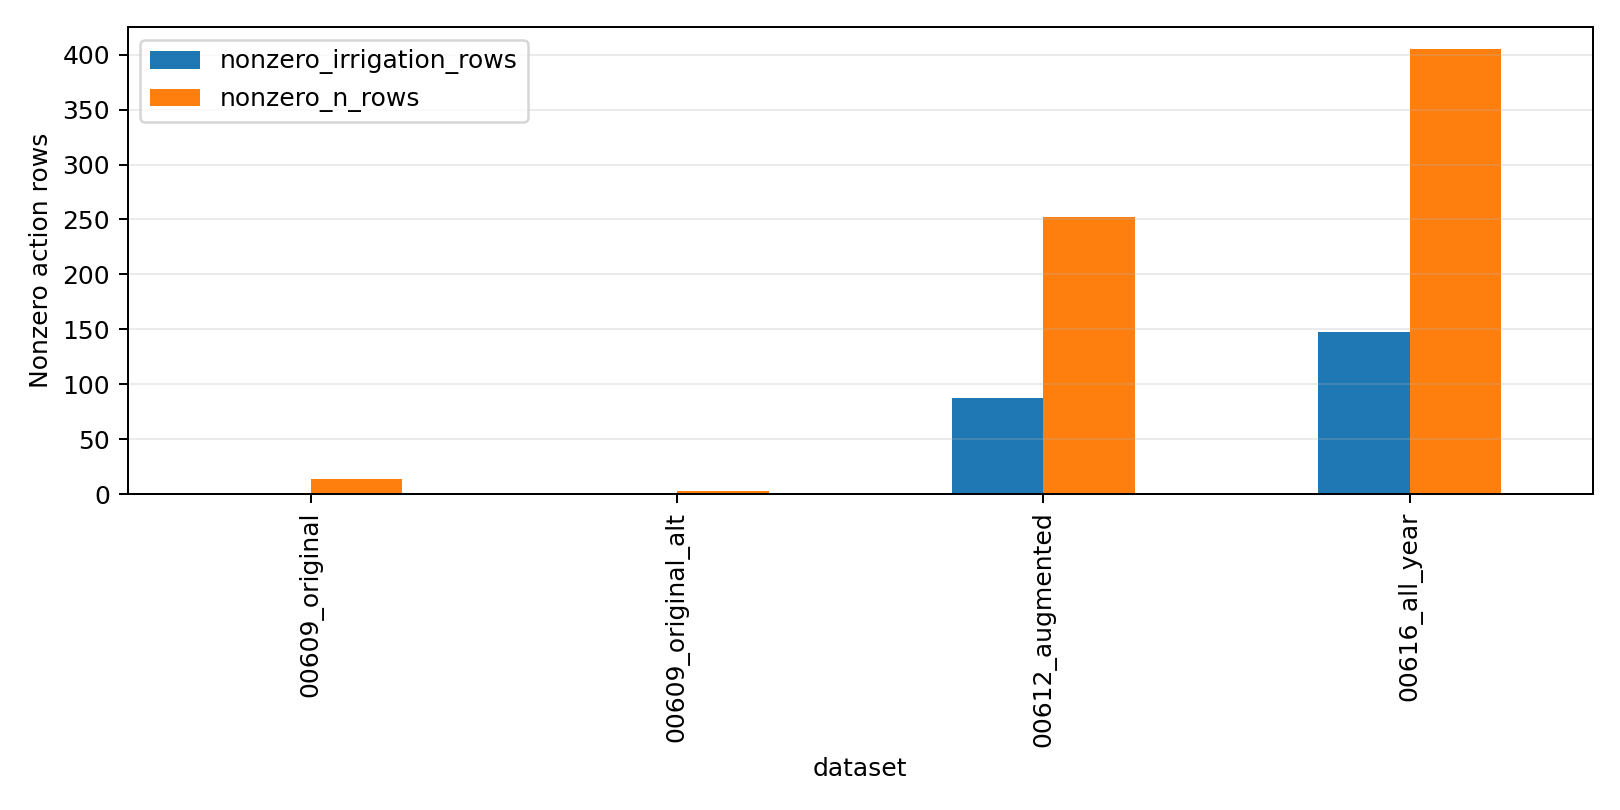 nonzero_irrigation_rows
nonzero_n_rows
Nonzero action rows
400
350
300
250
200
150
100
50
0
00609_original
00609_original_alt
00612_augmented
00616_all_year
dataset